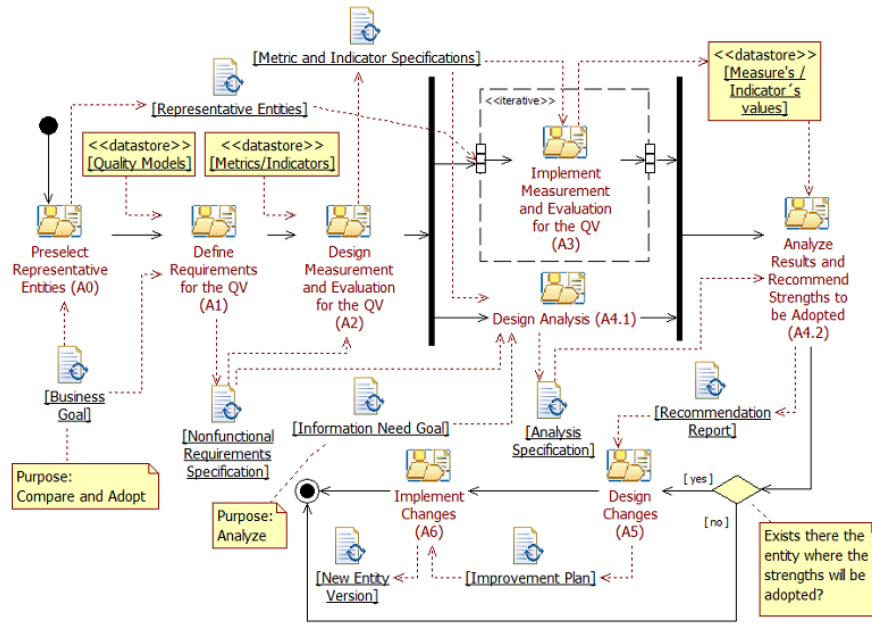 [Metric and Indicator Specifications]
<<datastore>>
[Measure's /
Indicator´s
values]
[Representative Entities]
<<iterative>>
<<datastore>>
[Quality Models]
<<datastore>>
[Metrics/Indicators]
Implement
Measurement
and Evaluation
for the QV
(A3)
Preselect
Representative
Entities (A0)
Define
Requirements
for the QV
(A1)
Design
Measurement
and Evaluation
for the QV
(A2)
Analyze
Results and
Recommend
Strengths to
be Adopted
(A4.2)
Design Analysis (A4.1)
[Business
Goal]
[Nonfunctional
Requirements
Specification]
[Information Need Goal]
[Analysis
Specification]
[Recommendation
Report]
Purpose:
Compare and Adopt
Purpose:
Analyze
Implement
Changes
(A6)
Design
Changes
(A5)
[ yes ]
[ no ]
Exists there the
entity where the
strengths will be
adopted?
[New Entity
Version]
[Improvement Plan]